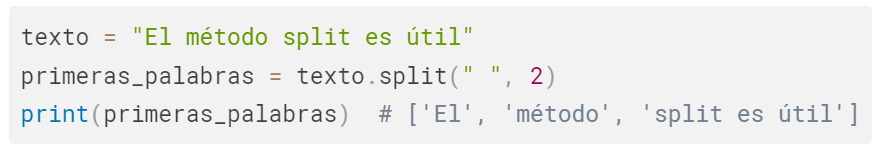 texto = "El método split es útil"
primeras_palabras = texto.split(" ", 2)
print(primeras_palabras)  # ['El', 'método', 'split es útil']